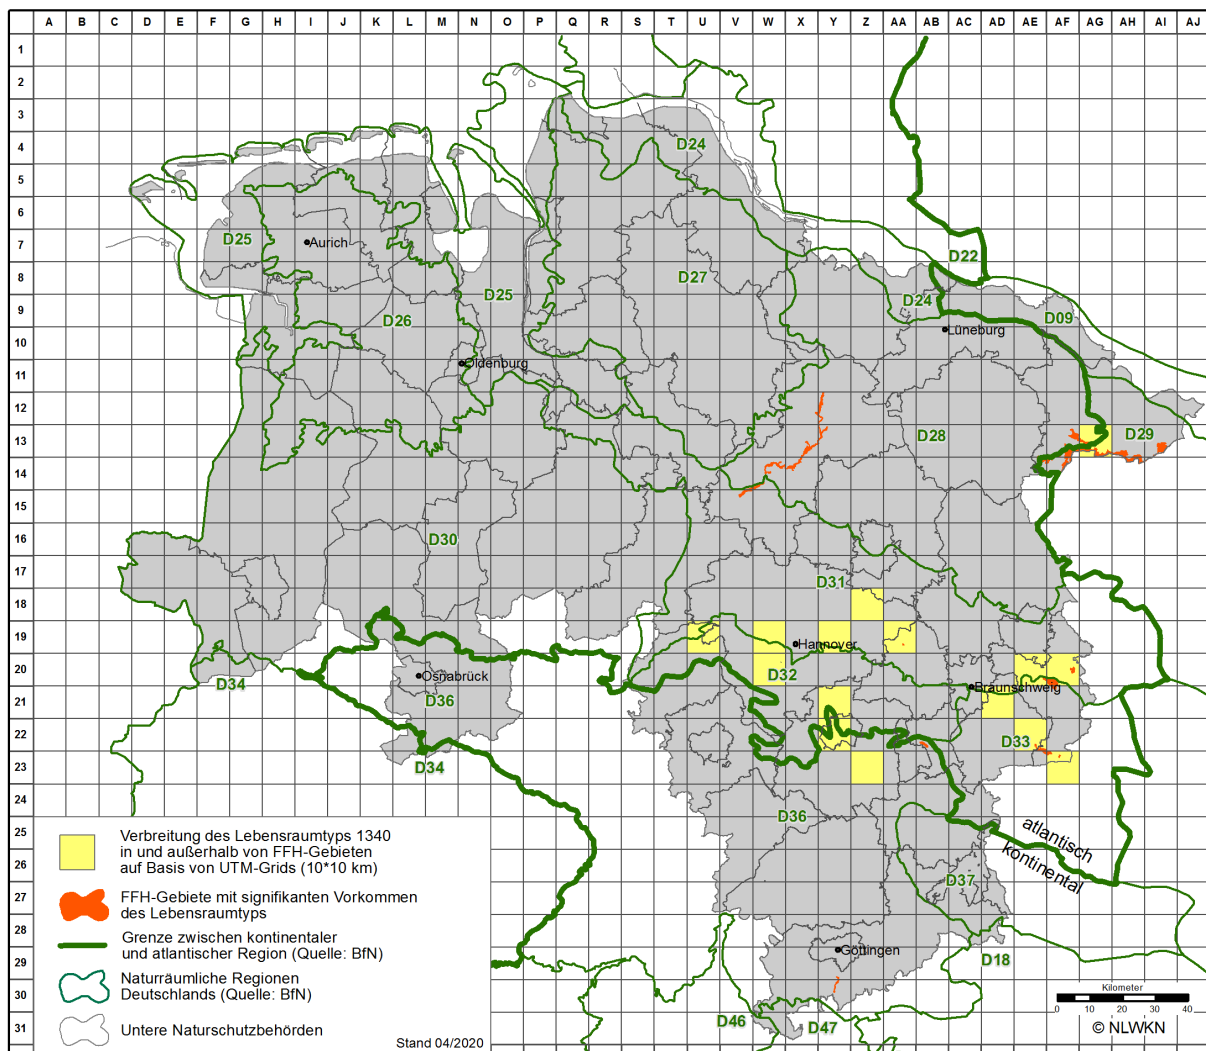 A B C D E F G H I J K L M N O P Q R S T U V W X Y Z AA AB AC AD AE AF AG AH AI AJ
1
2
3
4
D24
5
6
7
D25
Aurich
D22
8
D27
D25
D24
9
D26
D09
Lüneburg
10
Oldenburg
11
12
13
D28
D29
14
15
16
D30
17
D31
18
19
Hannover
20
D34
Osnabrück
D32
Braunschweig
21
D36
22
D33
23
D34
24
D36
25
atlantisch
kontinental
26
D37
27
28
Göttingen
29
D18
30
31
D46
D47
Verbreitung des Lebensraumtyps 1340
in und außerhalb von FFH-Gebieten
auf Basis von UTM-Grids (10*10 km)
FFH-Gebiete mit signifikanten Vorkommen
des Lebensraumtyps
Grenze zwischen kontinentaler
und atlantischer Region (Quelle: BfN)
Naturräumliche Regionen
Deutschlands (Quelle: BfN)
Untere Naturschutzbehörden
Stand 04/2020
Kilometer
0 10 20 30 40
© NLWKN